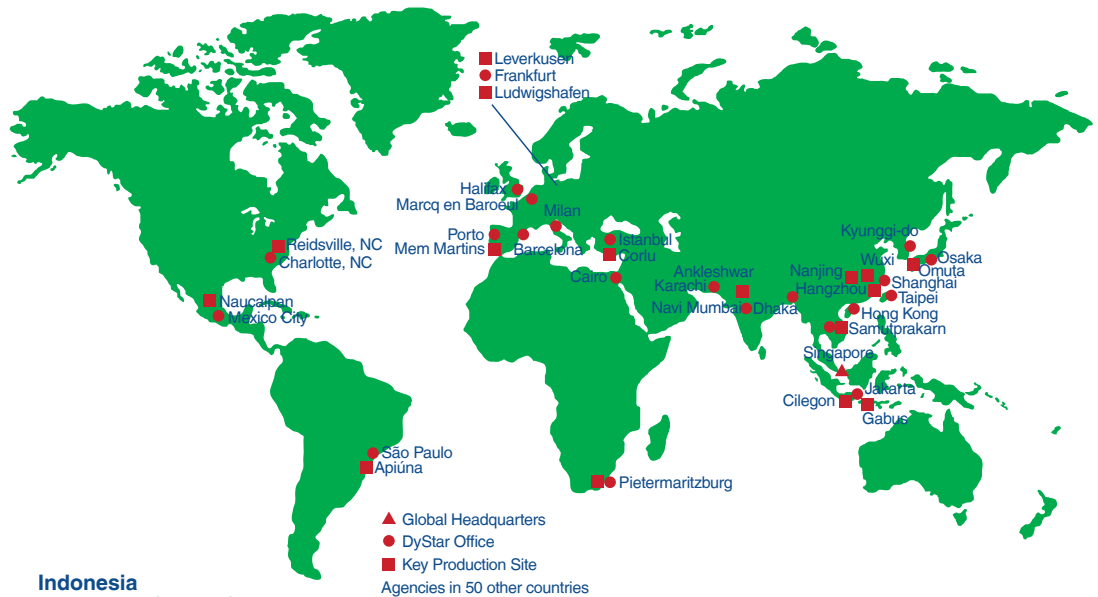 Leverkusen
Frankfurt
Ludwigshafen
Halifax
Marcq en Baroeul
Milan
Porto
Mem Martins
Barcelona
Istanbul
Corlu
Cairo
Reidsville, NC
Charlotte, NC
Naucalpan
Mexico City
Kyunggi-do
Osaka
Omuta
Wuxi
Nanjing
Shanghai
Hangzhou
Taipei
Ankleshwar
Karachi
Navi Mumbai
Dhaka
Hong Kong
Samutprakarn
Singapore
Jakarta
Cilegon
Gabus
São Paulo
Apiúna
Pietermaritzburg
Global Headquarters
DyStar Office
Key Production Site
Agencies in 50 other countries
Indonesia